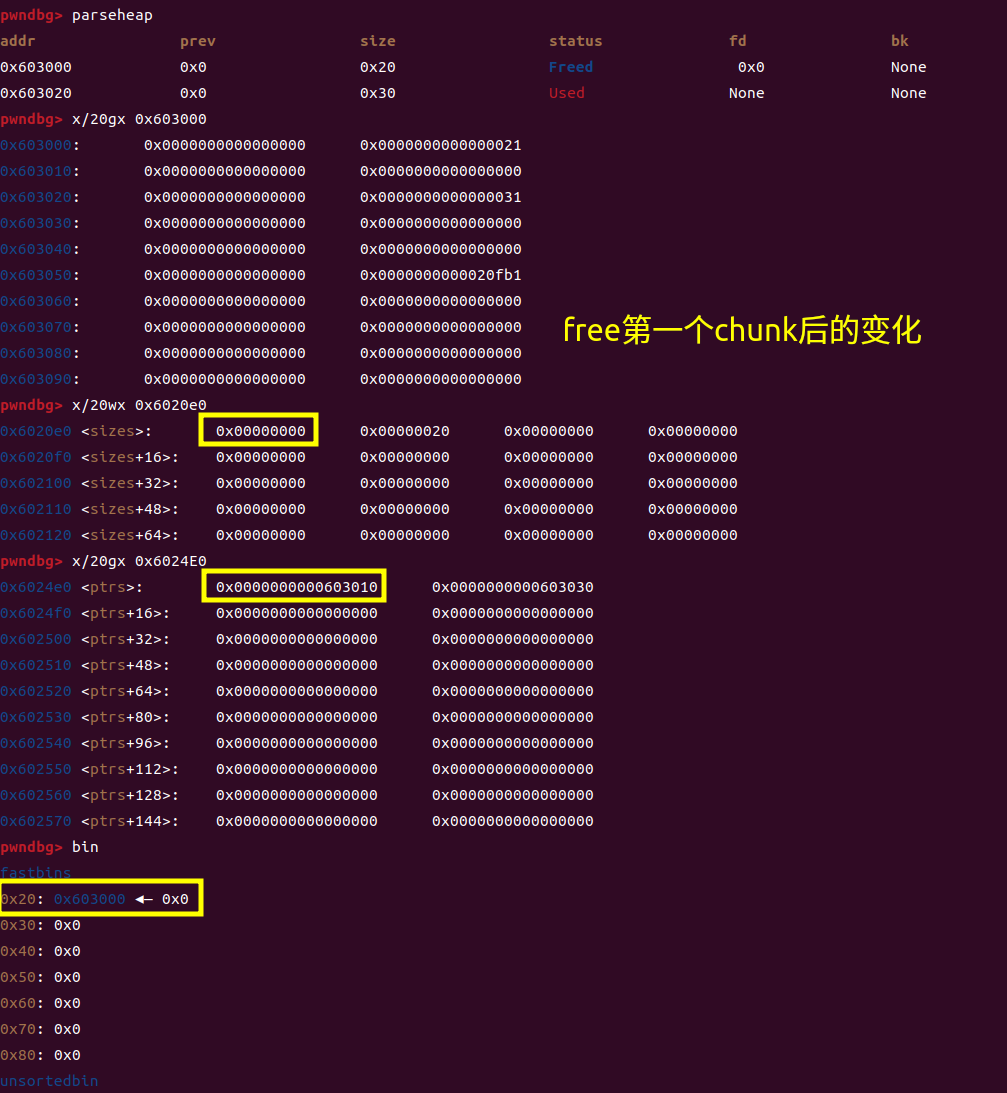 pwndbg> parseheap
addr prev size status fd bk
0x603000 0x0 0x20 Freed 0x0 None
0x603020 0x0 0x30 Used None None
pwndbg> x/20gx 0x603000
0x603000: 0x0000000000000000 0x0000000000000021
0x603010: 0x0000000000000000 0x0000000000000000
0x603020: 0x0000000000000000 0x0000000000000031
0x603030: 0x0000000000000000 0x0000000000000000
0x603040: 0x0000000000000000 0x0000000000000000
0x603050: 0x0000000000000000 0x0000000000020fb1
0x603060: 0x0000000000000000 0x0000000000000000
0x603070: 0x0000000000000000 0x0000000000000000
0x603080: 0x0000000000000000 0x0000000000000000
0x603090: 0x0000000000000000 0x0000000000000000
free第一个chunk后的变化
pwndbg> x/20wx 0x6020e0
0x6020e0 <sizes>: 0x00000000 0x00000020 0x00000000 0x00000000
0x6020f0 <sizes+16>: 0x00000000 0x00000000 0x00000000 0x00000000
0x602100 <sizes+32>: 0x00000000 0x00000000 0x00000000 0x00000000
0x602110 <sizes+48>: 0x00000000 0x00000000 0x00000000 0x00000000
0x602120 <sizes+64>: 0x00000000 0x00000000 0x00000000 0x00000000
pwndbg> x/20gx 0x6024E0
0x6024e0 <ptrs>: 0x0000000000603010 0x0000000000603030
0x6024f0 <ptrs+16>: 0x0000000000000000 0x0000000000000000
0x602500 <ptrs+32>: 0x0000000000000000 0x0000000000000000
0x602510 <ptrs+48>: 0x0000000000000000 0x0000000000000000
0x602520 <ptrs+64>: 0x0000000000000000 0x0000000000000000
0x602530 <ptrs+80>: 0x0000000000000000 0x0000000000000000
0x602540 <ptrs+96>: 0x0000000000000000 0x0000000000000000
0x602550 <ptrs+112>: 0x0000000000000000 0x0000000000000000
0x602560 <ptrs+128>: 0x0000000000000000 0x0000000000000000
0x602570 <ptrs+144>: 0x0000000000000000 0x0000000000000000
pwndbg> bin
fastbins
0x20: 0x603000 ◂— 0x0
0x30: 0x0
0x40: 0x0
0x50: 0x0
0x60: 0x0
0x70: 0x0
0x80: 0x0
unsortedbin